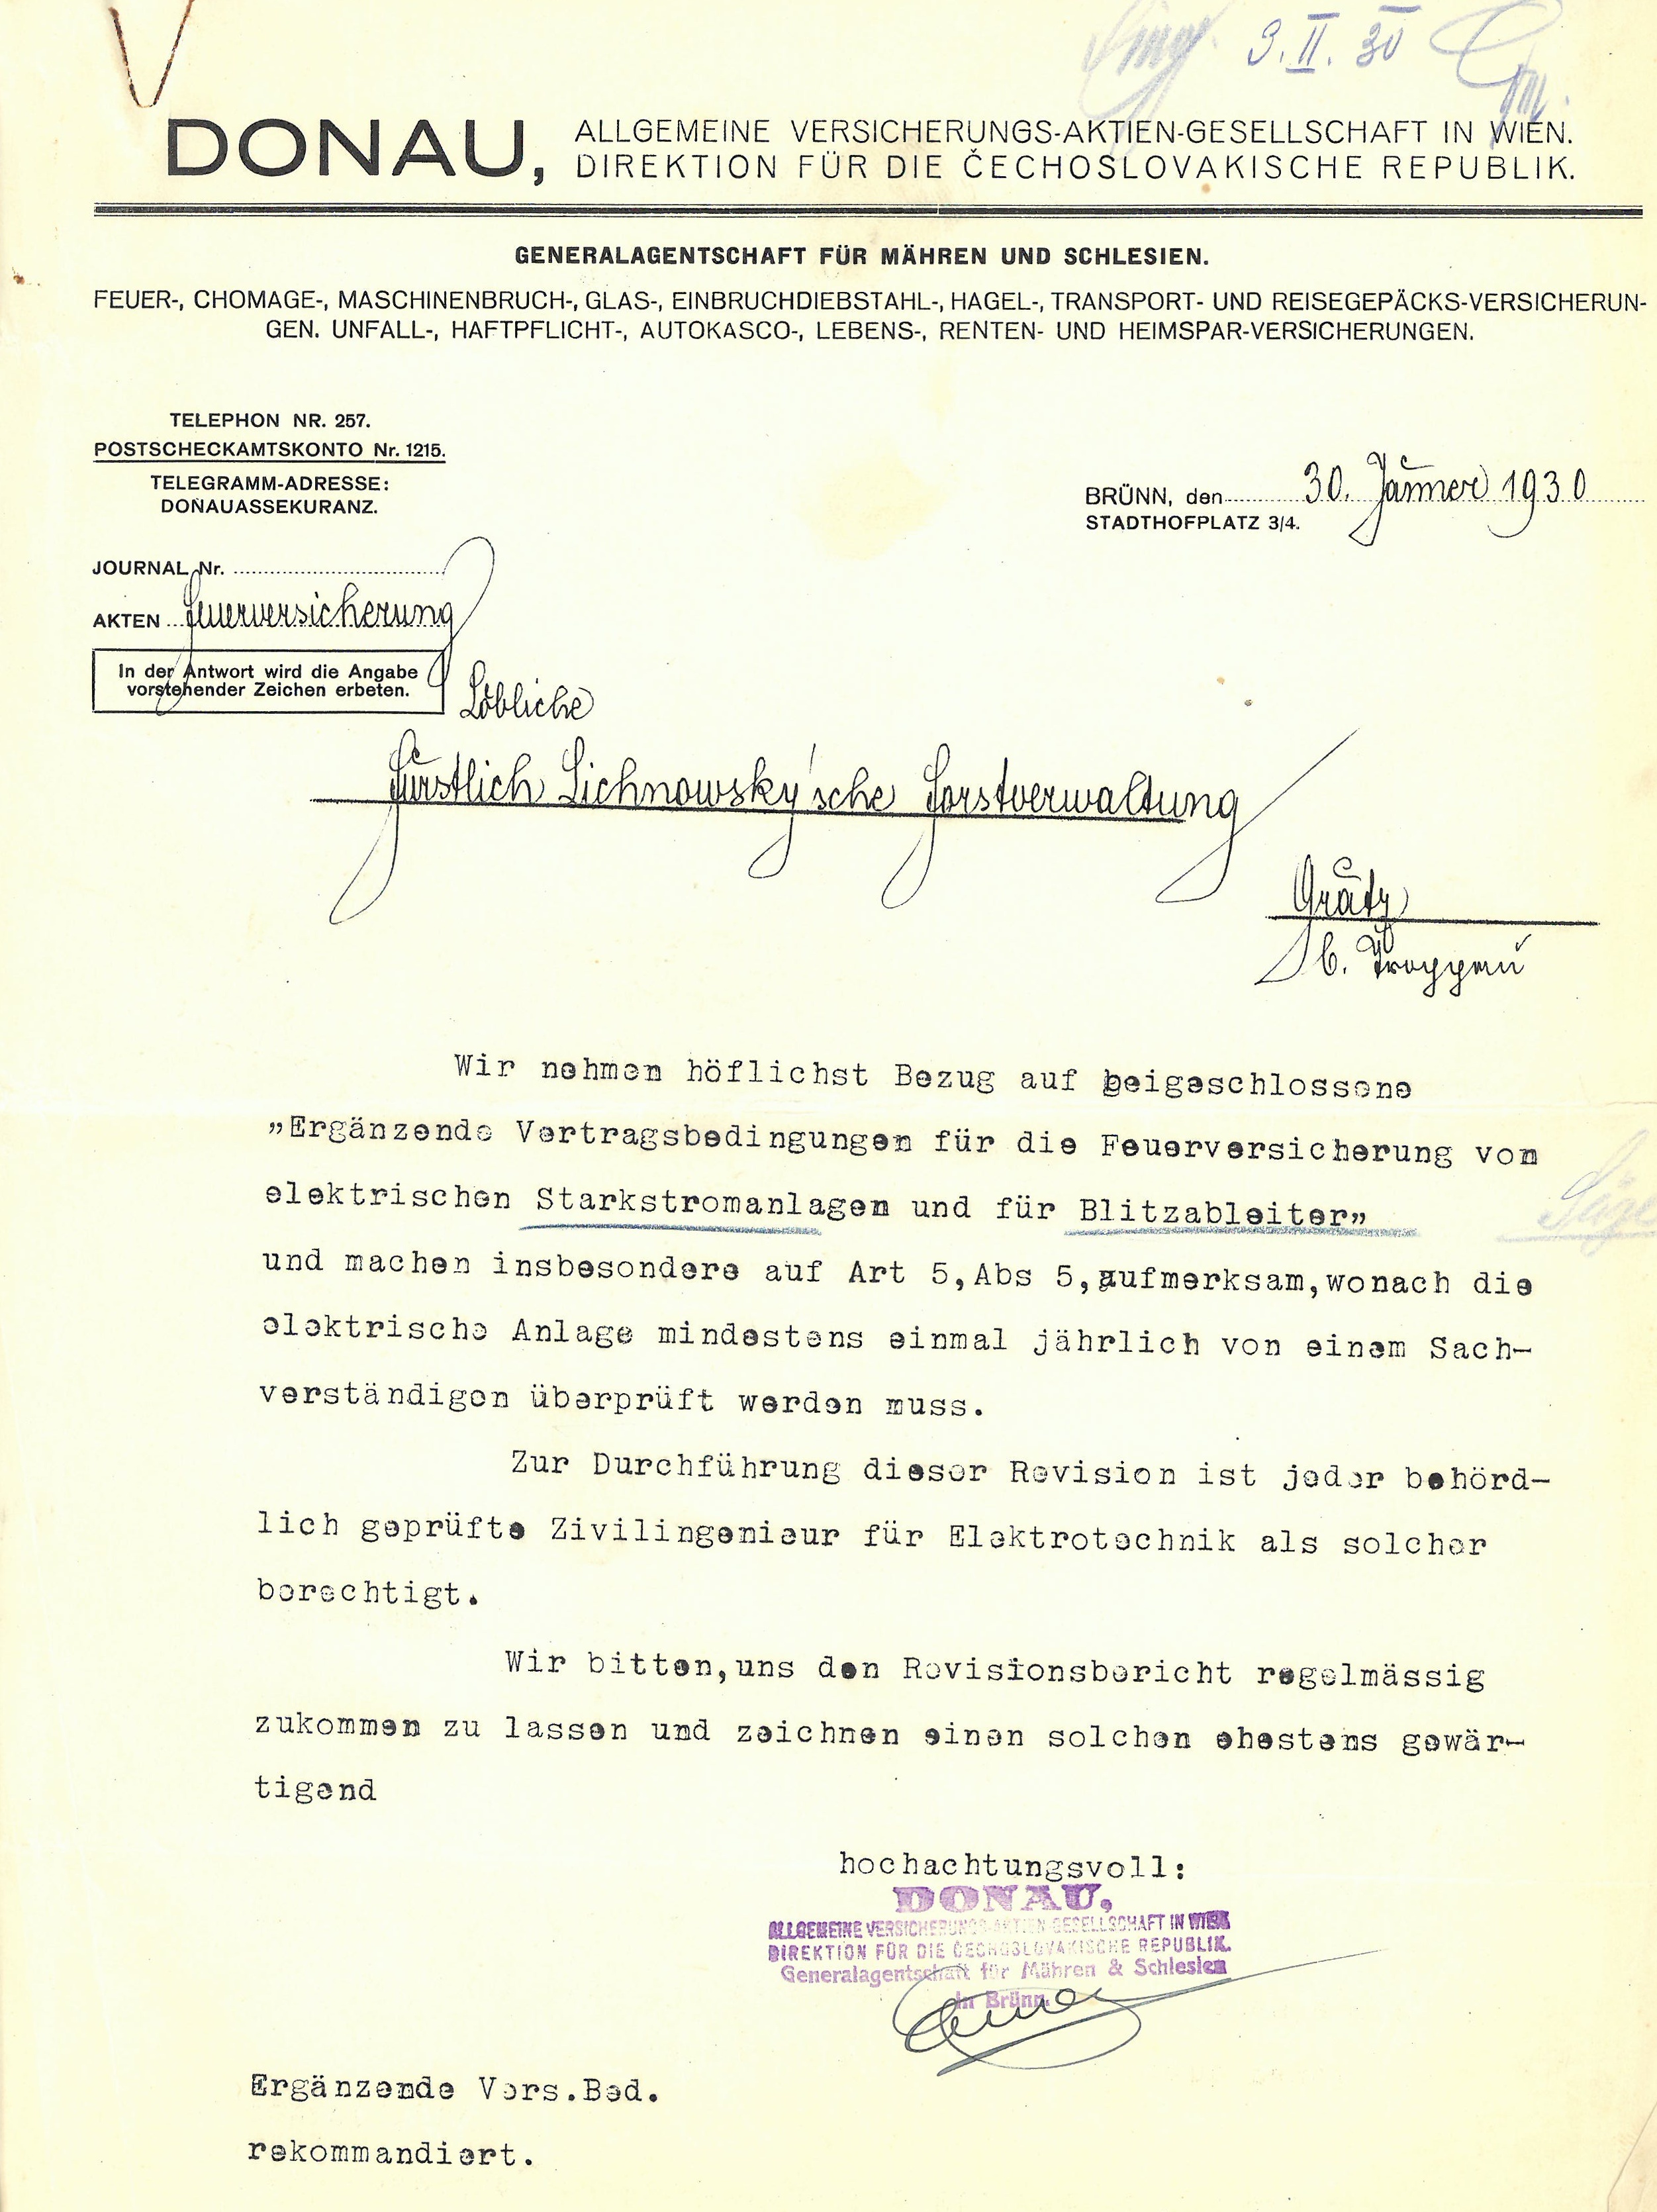 Eing. 3. II. 30
DONAU, ALLGEMEINE VERSICHERUNGS-AKTIEN-GESELLSCHAFT IN WIEN.
DIREKTION FÜR DIE ČECHOSLOVAKISCHE REPUBLIK.
GENERALAGENTSCHAFT FÜR MÄHREN UND SCHLESIEN.
FEUER-, CHOMAGE-, MASCHINENBRUCH-, GLAS-, EINBRUCHDIEBSTAHL-, HAGEL-, TRANSPORT- UND REISEGEPÄCKS-VERSICHERUN-
GEN. UNFALL-, HAFTPFLICHT-, AUTOKASCO-, LEBENS-, RENTEN- UND HEIMSPAR-VERSICHERUNGEN.
TELEPHON NR. 257.
POSTSCHECKAMTSKONTO Nr. 1215.
TELEGRAMM-ADRESSE:
DONAUASSEKURANZ.
BRÜNN, den 30. Jänner 1930
STADTHOFPLATZ 3/4.
JOURNAL Nr.
AKTEN Feuerversicherung
In der Antwort wird die Angabe
vorstehender Zeichen erbeten.
Löbliche
Fürstlich Lichnowsky'sche Forstverwaltung
Grätz
b. Troppau
Wir nehmen höflichst Bezug auf beigeschlossene
„Ergänzende Vertragsbedingungen für die Feuerversicherung von
elektrischen Starkstromanlagen und für Blitzableiter„
und machen insbesondere auf Art 5,Abs 5,aufmerksam,wonach die
elektrische Anlage mindestens einmal jährlich von einem Sach-
verständigen überprüft werden muss.
Zur Durchführung dieser Revision ist jeder behörd-
lich geprüfte Zivilingenieur für Elektrotechnik als solcher
berechtigt.
Wir bitten,uns den Revisionsbericht regelmässig
zukommen zu lassen und zeichnen einen solchen ehestens gewär-
tigend
hochachtungsvoll:
DONAU,
ALLGEMEINE VERSICHERUNGS-AKTIEN GESELLSCHAFT IN WIEN
DIREKTION FÜR DIE ČECHOSLOVAKISCHE REPUBLIK.
Generalagentschaft für Mähren & Schlesien
in Brünn.
Ergänzende Vers.Bed.
rekommandiert.